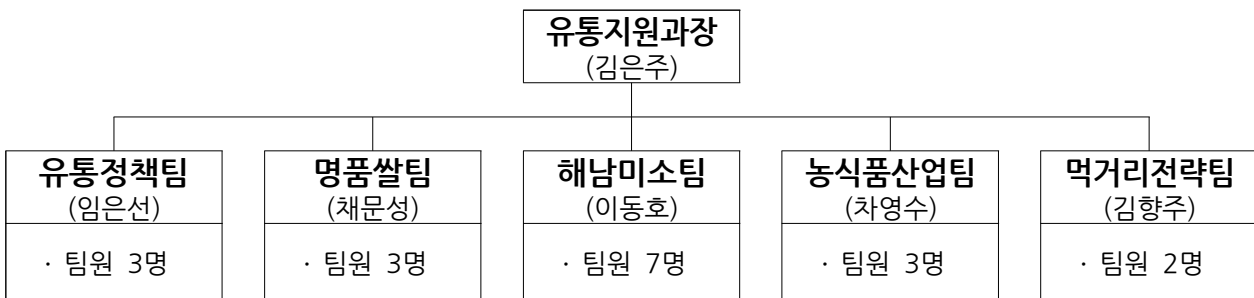 유통지원과장
(김은주)
유통정책팀
(임은선)
· 팀원 3명
명품쌀팀
(채문성)
· 팀원 3명
해남미소팀
(이동호)
· 팀원 7명
농식품산업팀
(차영수)
· 팀원 3명
먹거리전략팀
(김향주)
· 팀원 2명